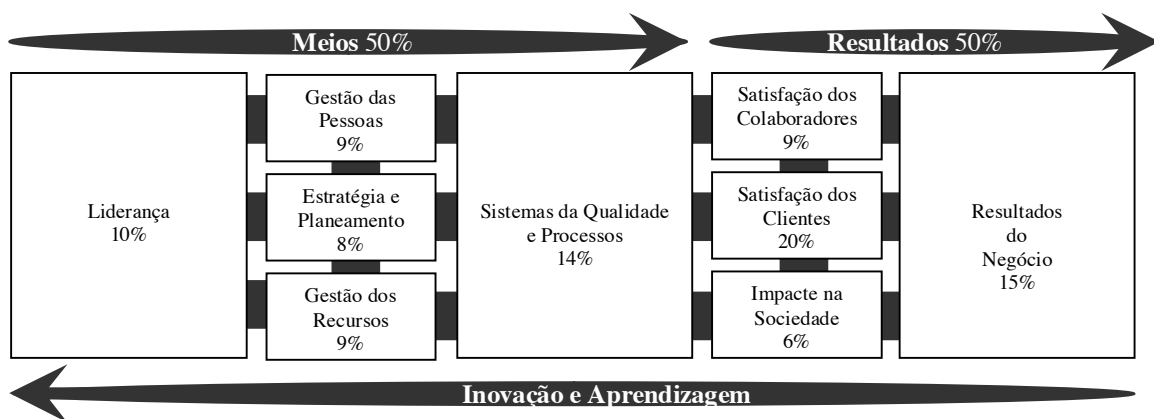 Meios 50%
Resultados 50%
Liderança
10%
Gestão das
Pessoas
9%
Estratégia e
Planeamento
8%
Gestão dos
Recursos
9%
Sistemas da Qualidade
e Processos
14%
Satisfação dos
Colaboradores
9%
Satisfação dos
Clientes
20%
Impacte na
Sociedade
6%
Resultados
do
Negócio
15%
Inovação e Aprendizagem